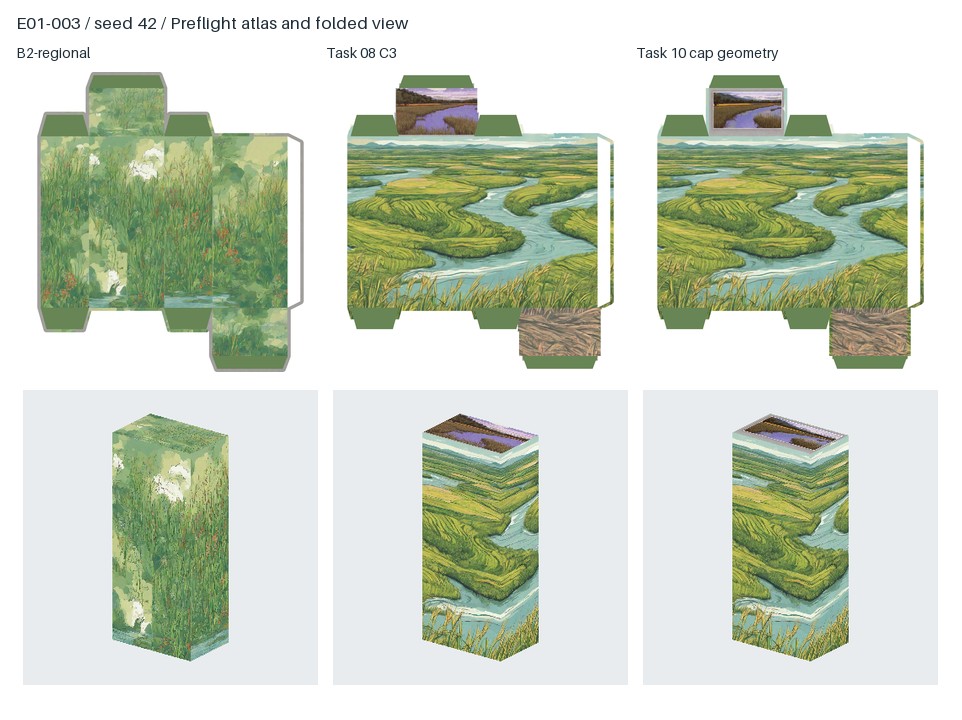 E01-003 / seed 42 / Preflight atlas and folded view
B2-regional
Task 08 C3
Task 10 cap geometry